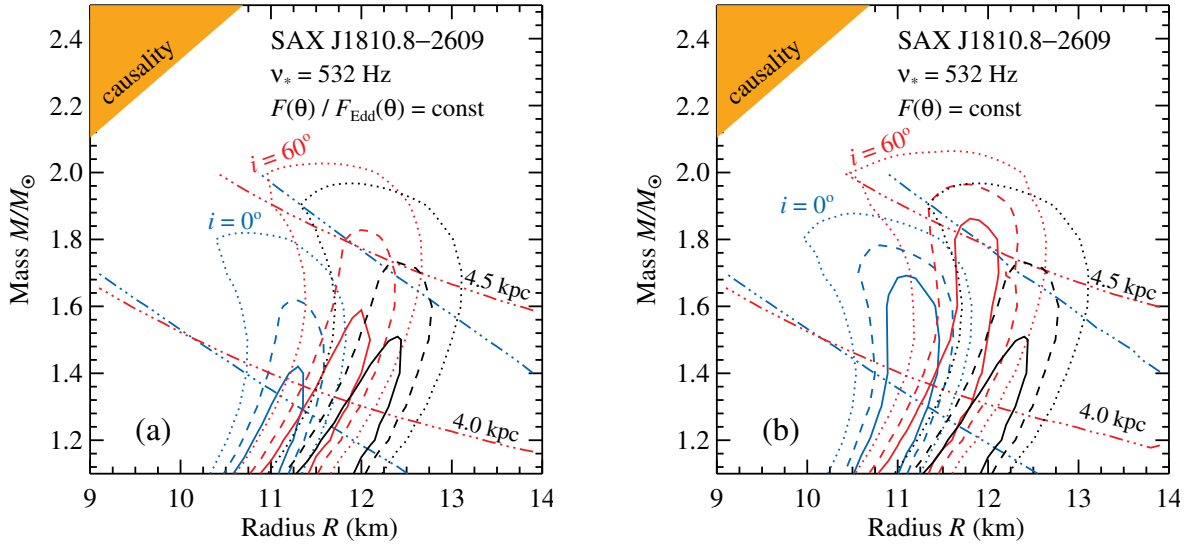 SAX J1810.8−2609
ν* = 532 Hz
F(θ) / F_Edd(θ) = const
causality
i = 60°
i = 0°
4.5 kpc
4.0 kpc
(a)
Mass M/M☉
2.4
2.2
2.0
1.8
1.6
1.4
1.2
9 10 11 12 13 14
Radius R (km)
SAX J1810.8−2609
ν* = 532 Hz
F(θ) = const
causality
i = 60°
i = 0°
4.5 kpc
4.0 kpc
(b)
Mass M/M☉
2.4
2.2
2.0
1.8
1.6
1.4
1.2
9 10 11 12 13 14
Radius R (km)